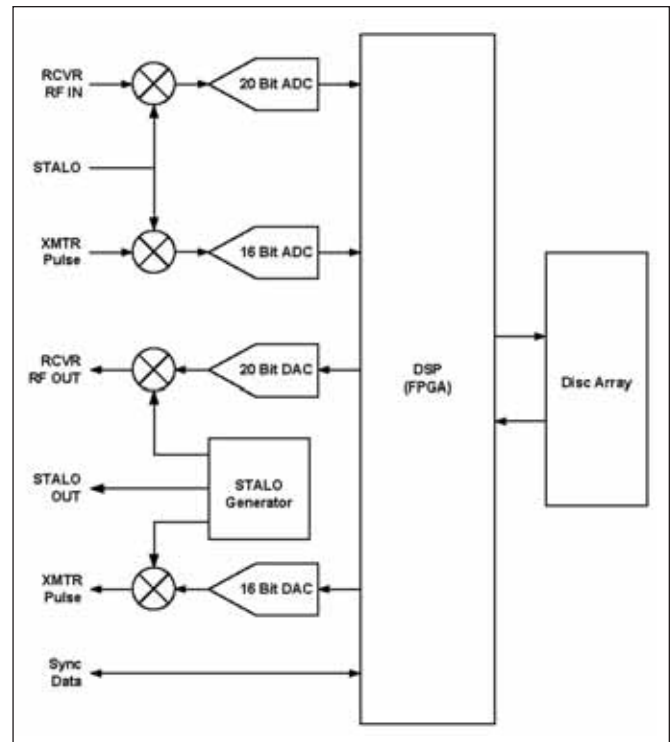 RCVR
RF IN
20 Bit ADC
STALO
XMTR
Pulse
16 Bit ADC
RCVR
RF OUT
20 Bit DAC
DSP
(FPGA)
Disc Array
STALO
OUT
STALO
Generator
XMTR
Pulse
16 Bit DAC
Sync
Data